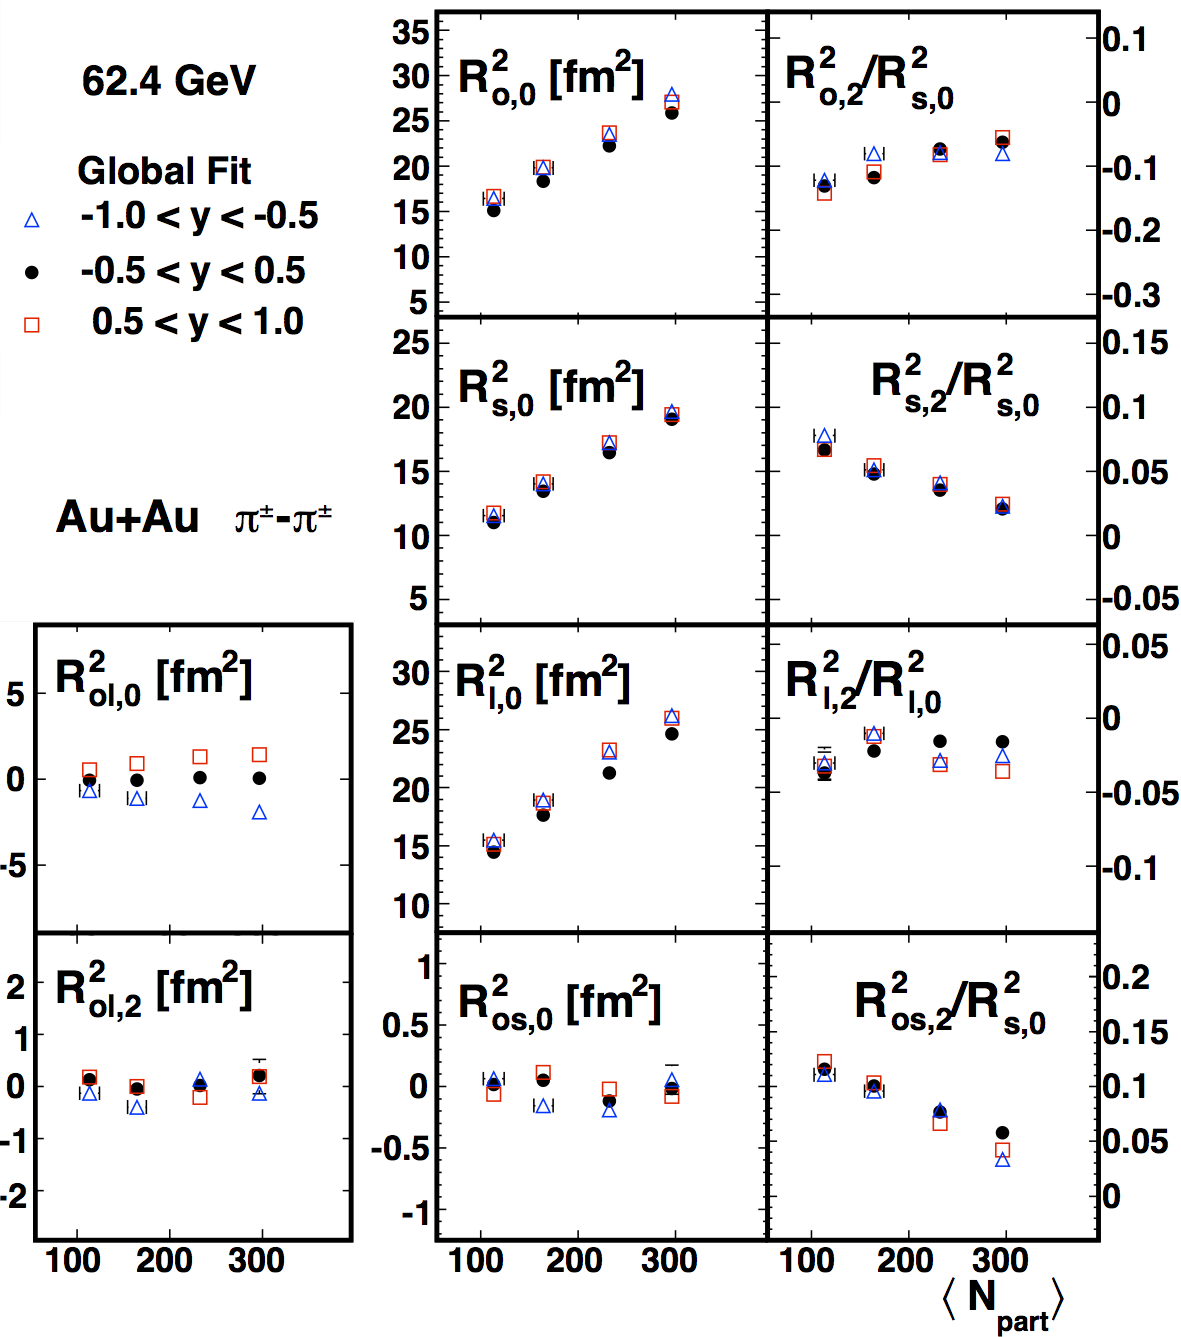 62.4 GeV
Global Fit
-1.0 < y < -0.5
-0.5 < y < 0.5
0.5 < y < 1.0
Au+Au π±-π±
R²o,0 [fm²]
35
30
25
20
15
10
5
R²o,2/R²s,0
0.1
0
-0.1
-0.2
-0.3
R²s,0 [fm²]
25
20
15
10
5
R²s,2/R²s,0
0.15
0.1
0.05
0
-0.05
R²ol,0 [fm²]
5
0
-5
R²l,0 [fm²]
30
25
20
15
10
R²l,2/R²l,0
0.05
0
-0.05
-0.1
R²ol,2 [fm²]
2
1
0
-1
-2
100 200 300
R²os,0 [fm²]
1
0.5
0
-0.5
-1
100 200 300
R²os,2/R²s,0
0.2
0.15
0.1
0.05
0
100 200 300
⟨ Npart ⟩